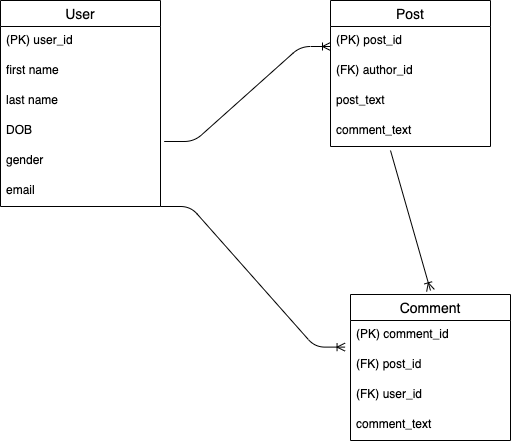 User
(PK) user_id
first name
last name
DOB
gender
email
Post
(PK) post_id
(FK) author_id
post_text
comment_text
Comment
(PK) comment_id
(FK) post_id
(FK) user_id
comment_text